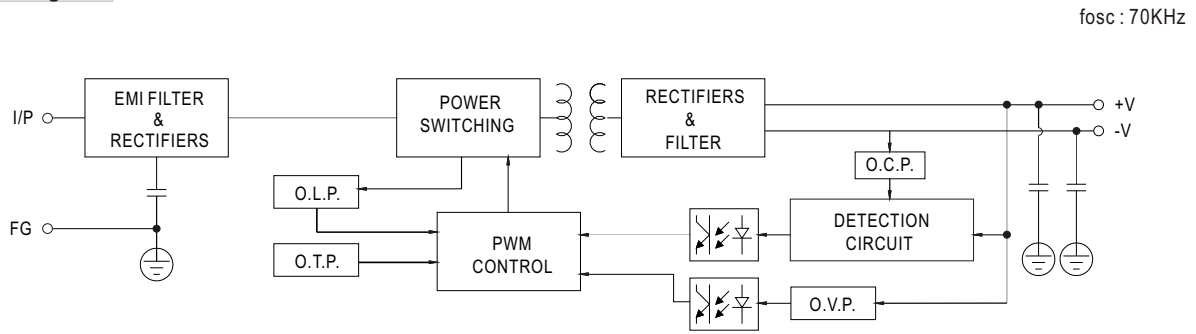 fosc : 70KHz
I/P
EMI FILTER
&
RECTIFIERS
POWER
SWITCHING
RECTIFIERS
&
FILTER
+V
-V
O.C.P.
O.L.P.
FG
PWM
CONTROL
DETECTION
CIRCUIT
O.T.P.
O.V.P.